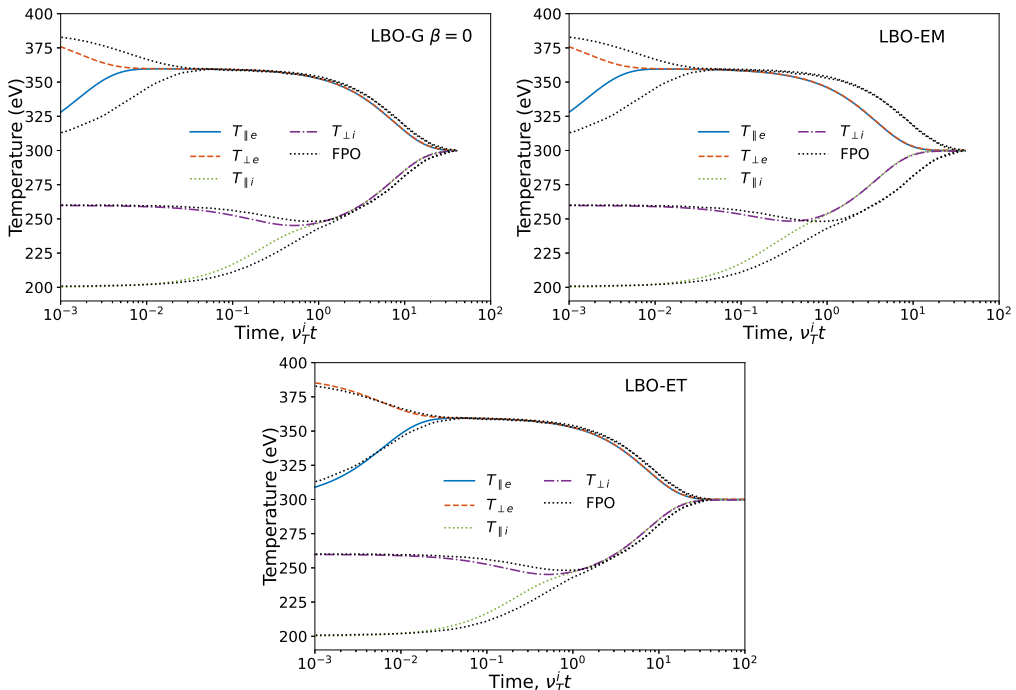 LBO-G β = 0
Temperature (eV)
400
375
350
325
300
275
250
225
200
T∥e
T⊥e
T∥i
T⊥i
FPO
10⁻³ 10⁻² 10⁻¹ 10⁰ 10¹ 10²
Time, νᵢTt
LBO-EM
Temperature (eV)
400
375
350
325
300
275
250
225
200
T∥e
T⊥e
T∥i
T⊥i
FPO
10⁻³ 10⁻² 10⁻¹ 10⁰ 10¹ 10²
Time, νᵢTt
LBO-ET
Temperature (eV)
400
375
350
325
300
275
250
225
200
T∥e
T⊥e
T∥i
T⊥i
FPO
10⁻³ 10⁻² 10⁻¹ 10⁰ 10¹ 10²
Time, νᵢTt